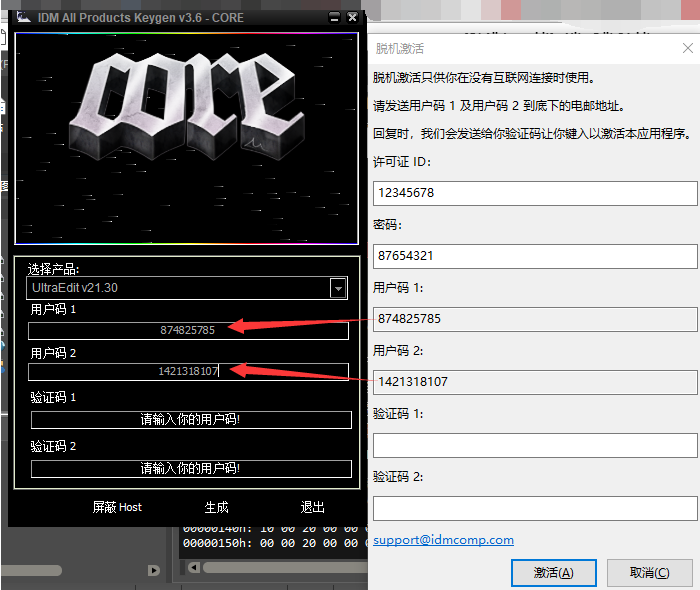 IDM All Products Keygen v3.6 - CORE
core
选择产品:
UltraEdit v21.30
用户码 1
874825785
用户码 2
1421318107
验证码 1
请输入你的用户码!
验证码 2
请输入你的用户码!
屏蔽 Host
生成
退出
00000140h: 10 00 20 00 00 0
00000150h: 00 00 20 00 00 0
脱机激活
脱机激活只供你在没有互联网连接时使用。
请发送用户码 1 及用户码 2 到底下的电邮地址。
回复时，我们会发送给你验证码让你键入以激活本应用程序。
许可证 ID:
12345678
密码:
87654321
用户码 1:
874825785
用户码 2:
1421318107
验证码 1:
验证码 2:
support@idmcomp.com
激活(A)
取消(C)